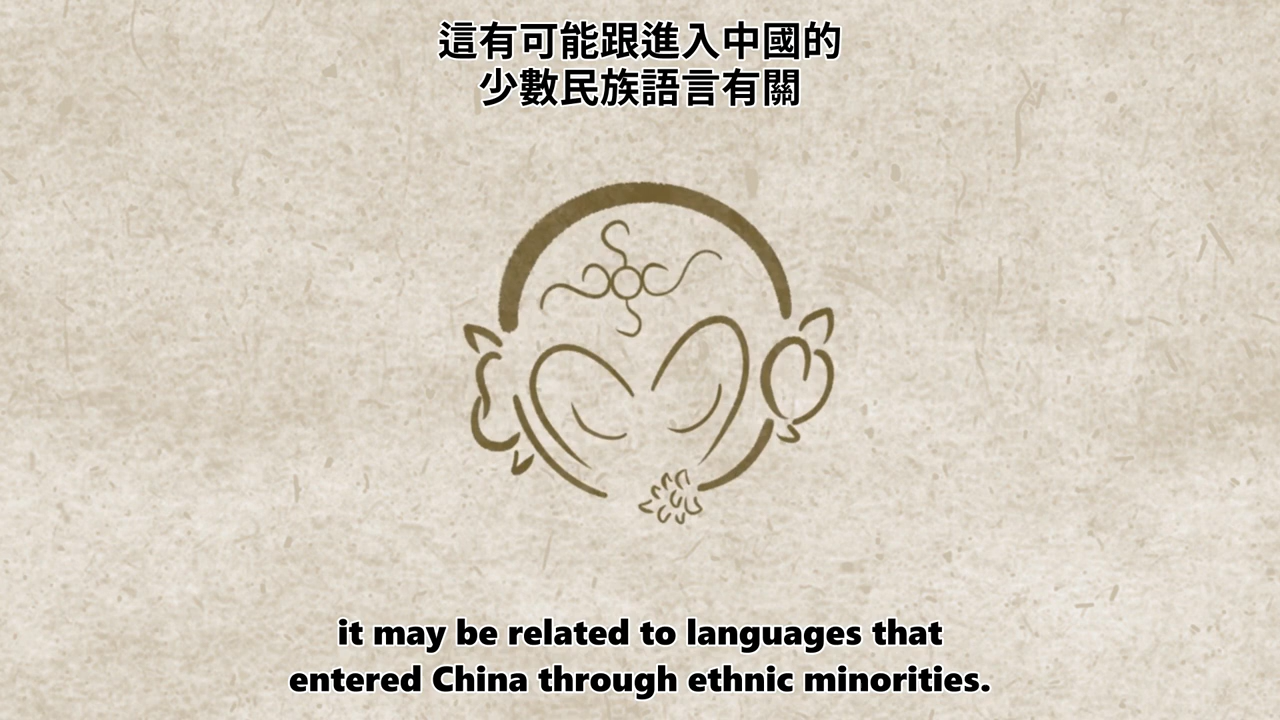 這有可能跟進入中國的
少數民族語言有關
it may be related to languages that
entered China through ethnic minorities.